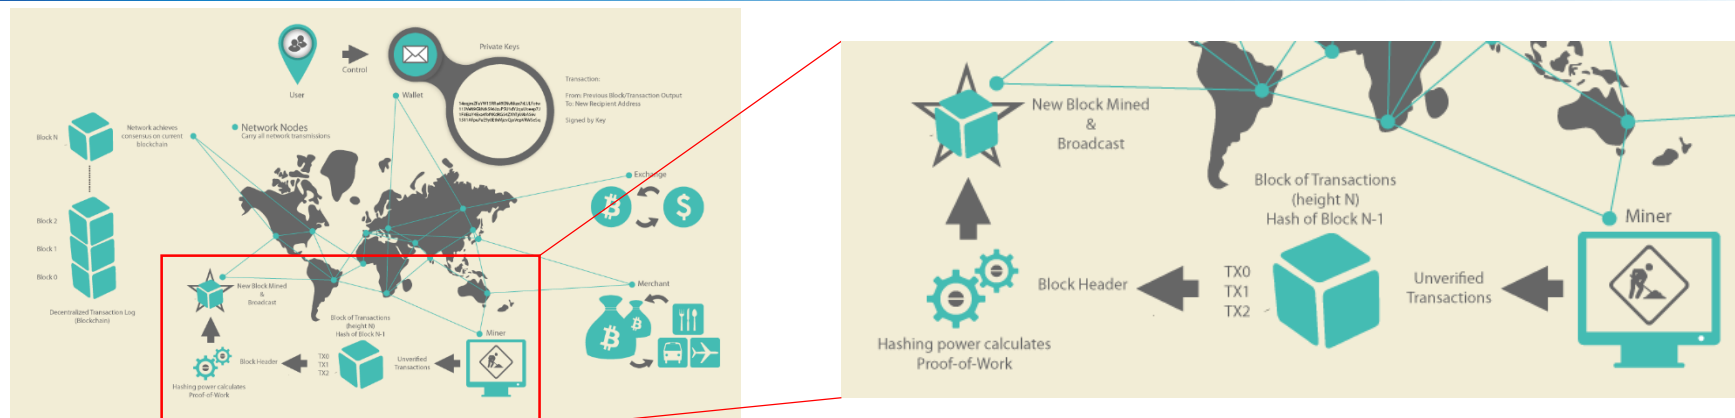 User
Control
Private Keys
Wallet
Transaction:
From: Previous Block/Transaction Output
To: New Recipient Address
Signed by Key
Block N
Network achieves
consensus on current
blockchain
Network Nodes
Carry all network transmissions
Exchange
Block 2
Block 1
Block 0
Decentralized Transaction Log
(Blockchain)
New Block Mined
&
Broadcast
Merchant
Block of Transactions
(height N)
Hash of Block N-1
Miner
Unverified
Transactions
TX0
TX1
TX2
Block Header
Hashing power calculates
Proof-of-Work
New Block Mined
&
Broadcast
Block of Transactions
(height N)
Hash of Block N-1
Miner
Unverified
Transactions
TX0
TX1
TX2
Block Header
Hashing power calculates
Proof-of-Work